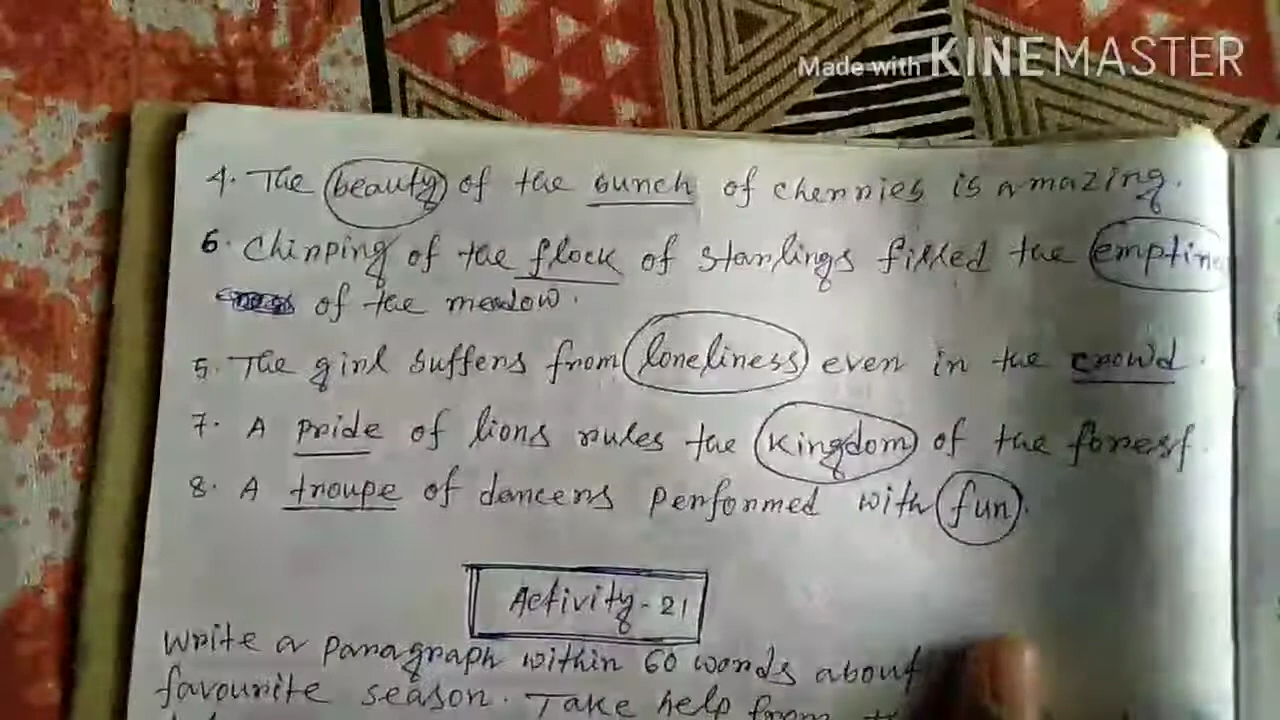 Made with KINEMASTER
4. The beauty of the bunch of cherries is amazing.
6. Chirping of the flock of starlings filled the emptine
of the meadow.
5. The girl suffers from loneliness even in the crowd.
7. A pride of lions rules the kingdom of the forest.
8. A troupe of dancers performed with fun.
Activity - 21
Write a paragraph within 60 words about
favourite season. Take help from